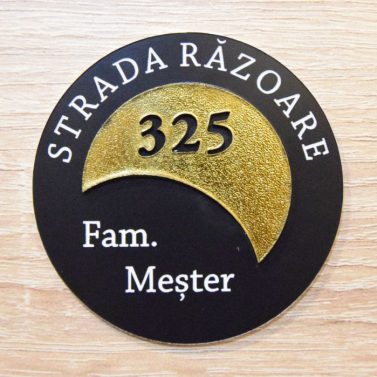 STRADA RĂZOARE
325
Fam.
Meșter